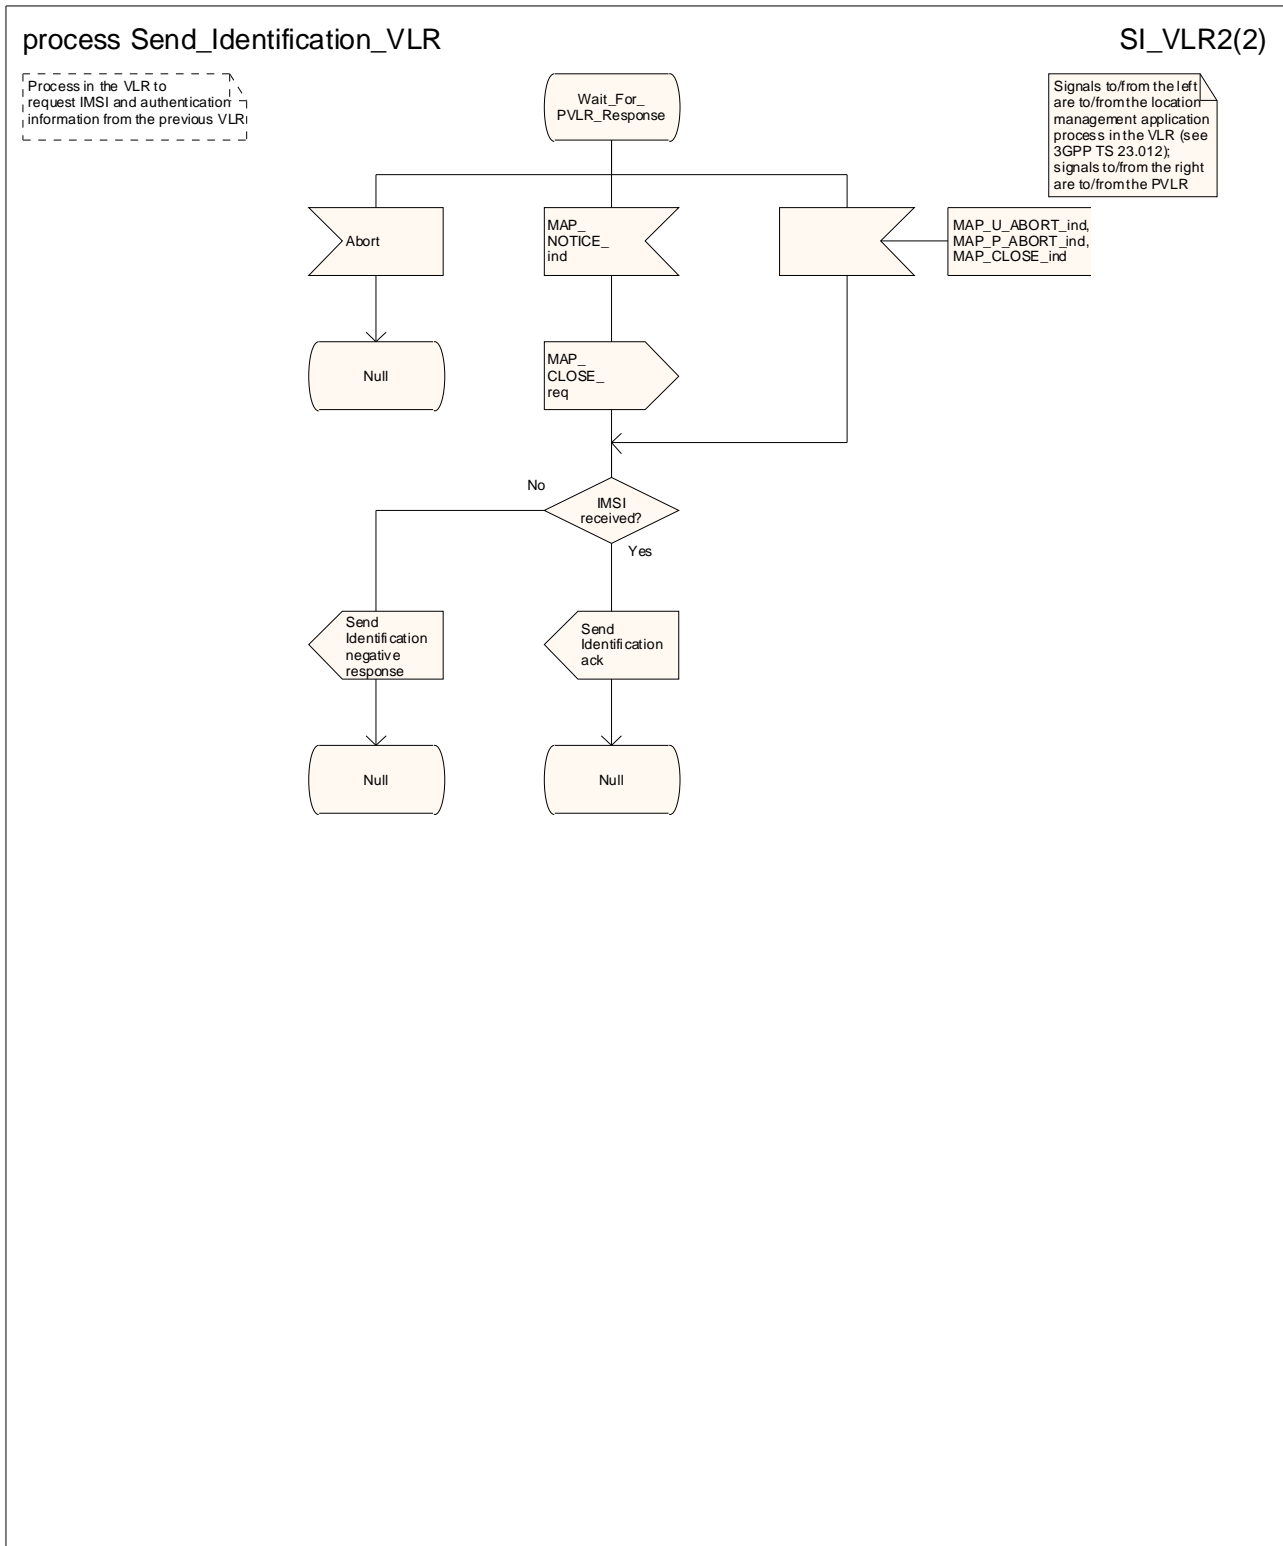 process Send_Identification_VLR
SI_VLR2(2)
Process in the VLR to
request IMSI and authentication
information from the previous VLR
Wait_For_
PVLR_Response
Signals to/from the left
are to/from the location
management application
process in the VLR (see
3GPP TS 23.012);
signals to/from the right
are to/from the PVLR
Abort
MAP_
NOTICE_
ind
MAP_U_ABORT_ind,
MAP_P_ABORT_ind,
MAP_CLOSE_ind
Null
MAP_
CLOSE_
req
No
IMSI
received?
Yes
Send
Identification
negative
response
Send
Identification
ack
Null
Null